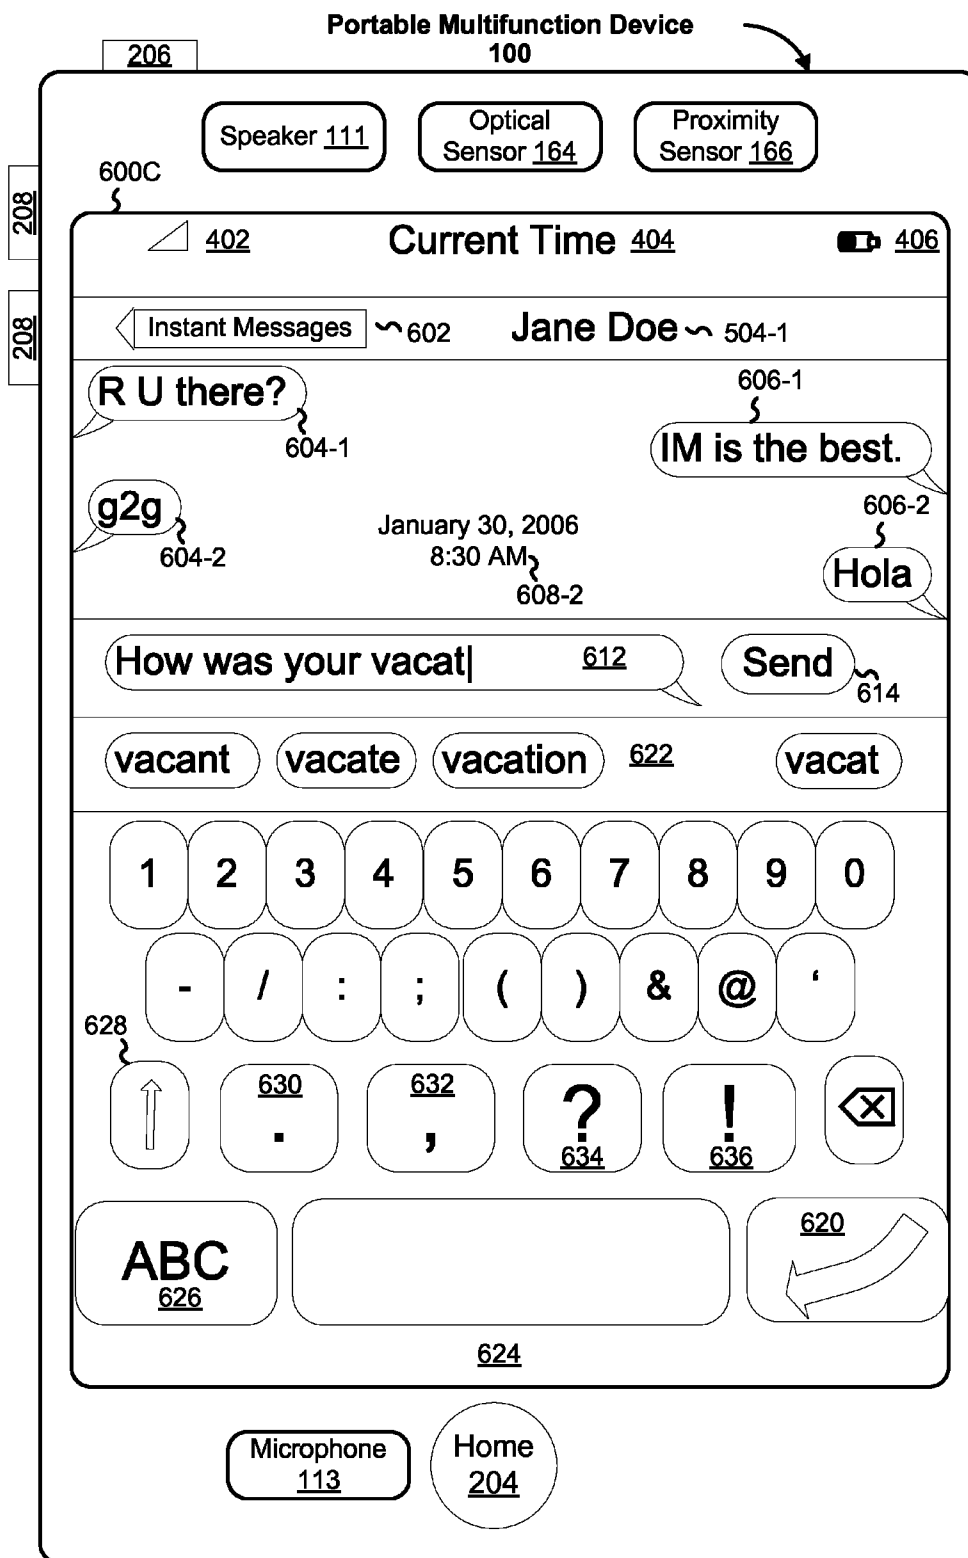 Portable Multifunction Device
100
206
Speaker 111
Optical
Sensor 164
Proximity
Sensor 166
208
208
600C
402
Current Time 404
406
Instant Messages
602
Jane Doe
504-1
R U there?
604-1
606-1
IM is the best.
g2g
604-2
January 30, 2006
8:30 AM
608-2
606-2
Hola
How was your vacat
612
Send
614
vacant
vacate
vacation
622
vacat
1 2 3 4 5 6 7 8 9 0
- / : ; ( ) & @ ‘
628
630
.
632
,
?
634
!
636
ABC
626
620
624
Microphone
113
Home
204